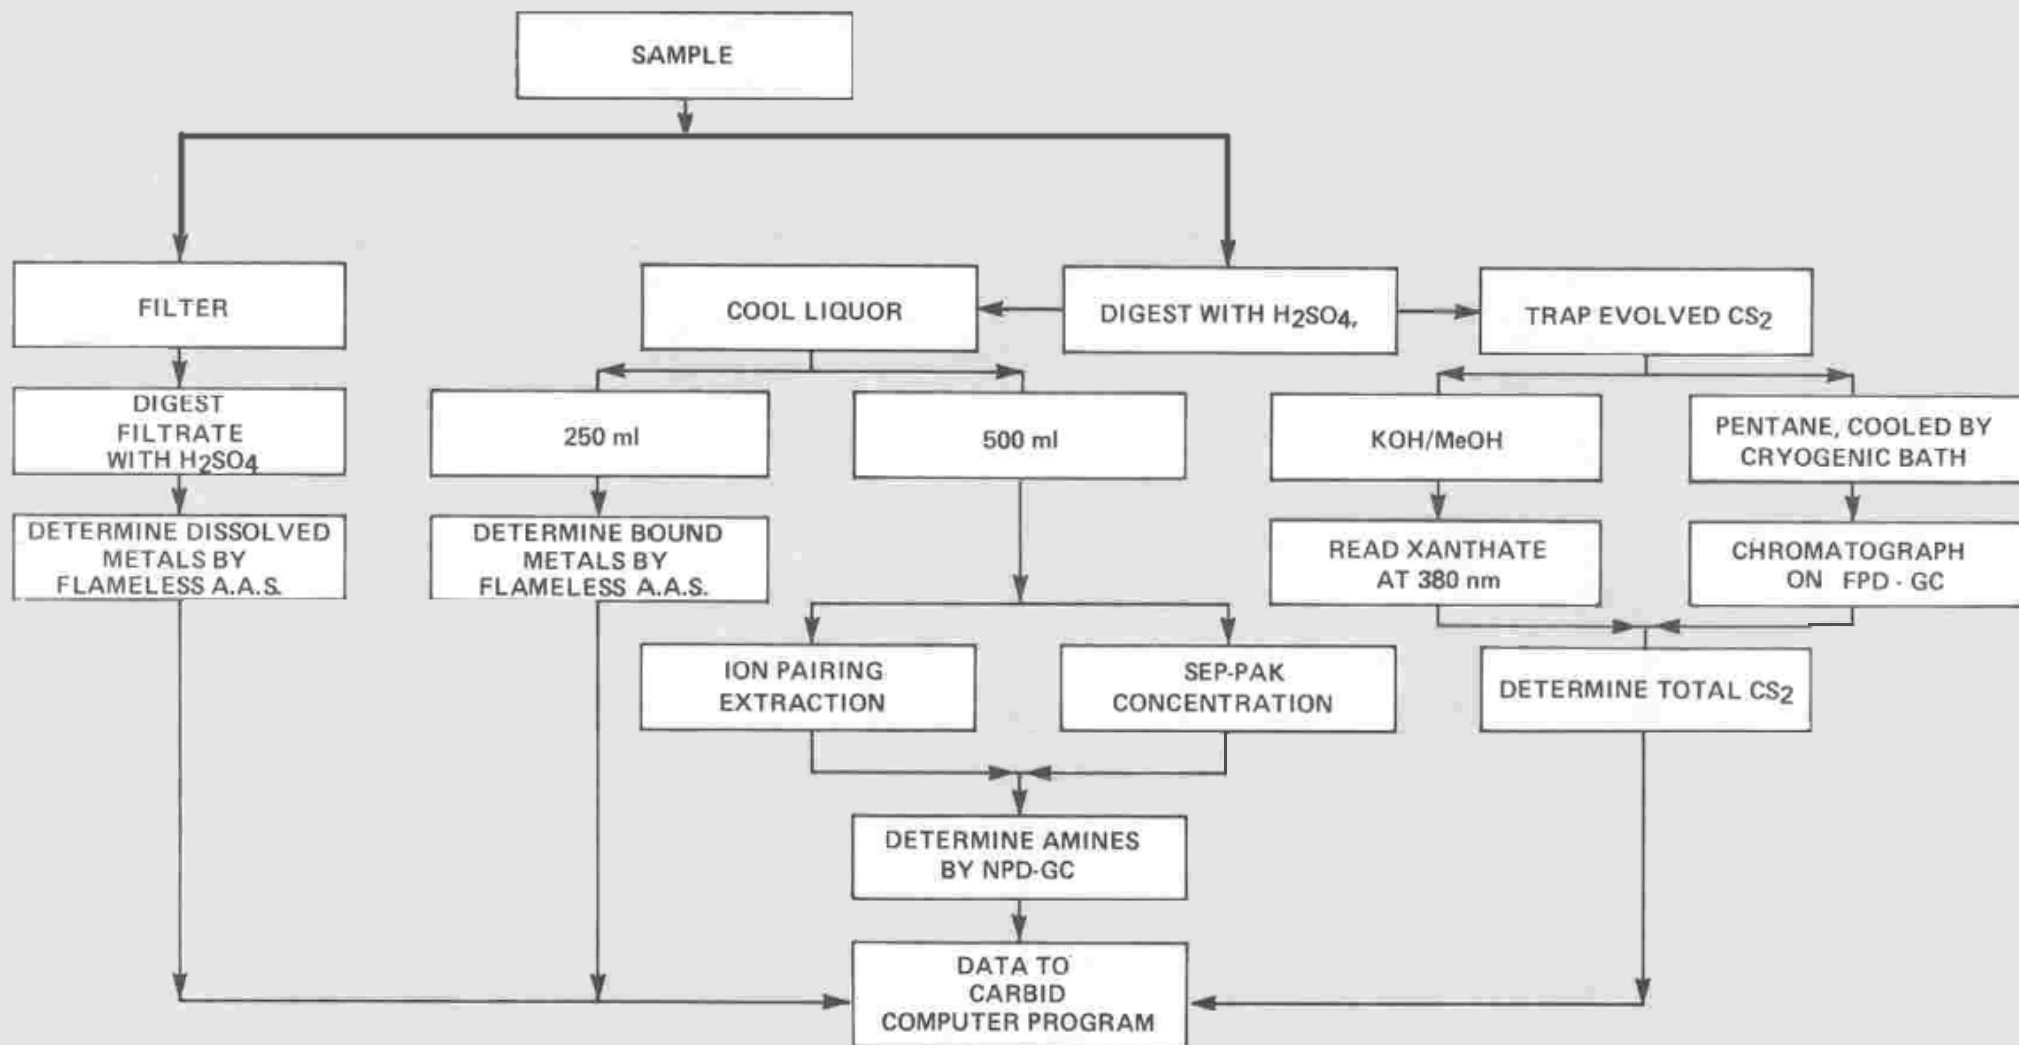 SAMPLE
FILTER
COOL LIQUOR
DIGEST WITH H₂SO₄,
TRAP EVOLVED CS₂
DIGEST
FILTRATE
WITH H₂SO₄
250 ml
500 ml
KOH/MeOH
PENTANE, COOLED BY
CRYOGENIC BATH
DETERMINE DISSOLVED
METALS BY
FLAMELESS A.A.S.
DETERMINE BOUND
METALS BY
FLAMELESS A.A.S.
READ XANTHATE
AT 380 nm
CHROMATOGRAPH
ON FPD - GC
ION PAIRING
EXTRACTION
SEP-PAK
CONCENTRATION
DETERMINE TOTAL CS₂
DETERMINE AMINES
BY NPD-GC
DATA TO
CARBID
COMPUTER PROGRAM